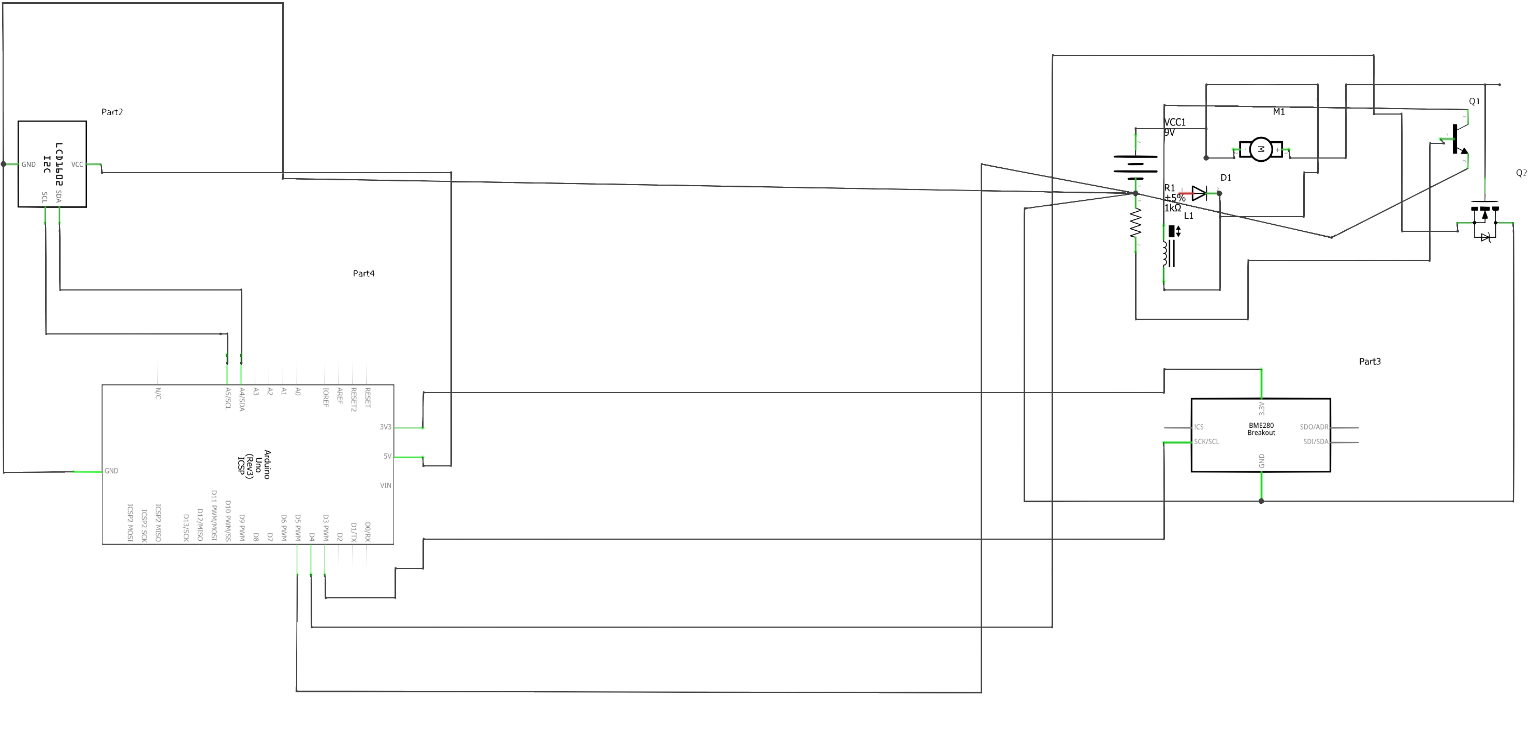 Part2
LCD1602
I2C
GND
VCC
SCL
SDA
Part4
N/C
A5/SCL
A4/SDA
A3
A2
A1
A0
IOREF
AREF
RESET2
RESET
3V3
5V
VIN
GND
Arduino
Uno
(Rev3)
ICSP
ICSP2 MOSI
ICSP2 SCK
ICSP2 MISO
D13/SCK
D12/MISO
D11 PWM/MOSI
D10 PWM/SS
D9 PWM
D8
D7
D6 PWM
D5 PWM
D4
D3 PWM
D2
D1/TX
D0/RX
VCC1
9V
M1
M
Q1
Q2
D1
R1
±5%
1kΩ
L1
Part3
3.3V
BME280
Breakout
ICS
SCK/SCL
SDO/ADR
SDI/SDA
GND